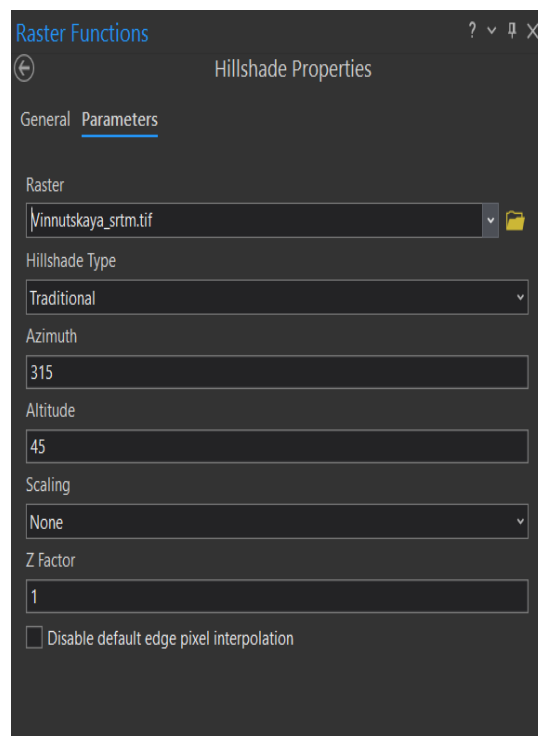 Raster Functions ?
Hillshade Properties
General Parameters
Raster
Vinnutskaya_srtm.tif
Hillshade Type
Traditional
Azimuth
315
Altitude
45
Scaling
None
Z Factor
1
Disable default edge pixel interpolation